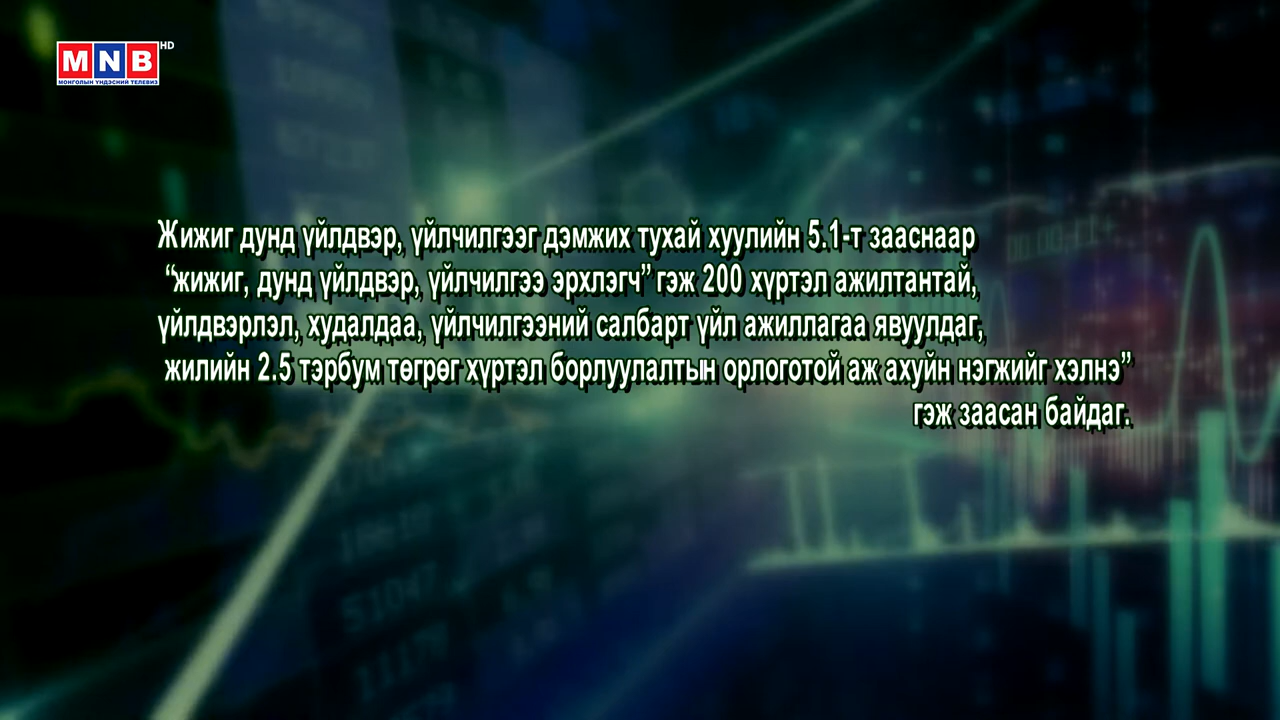 MNB HD
МОНГОЛЫН ҮНДЭСНИЙ ТЕЛЕВИЗ
Жижиг дунд үйлдвэр, үйлчилгээг дэмжих тухай хуулийн 5.1-т зааснаар
“жижиг, дунд үйлдвэр, үйлчилгээ эрхлэгч” гэж 200 хүртэл ажилтантай,
үйлдвэрлэл, худалдаа, үйлчилгээний салбарт үйл ажиллагаа явуулдаг,
жилийн 2.5 тэрбум төгрөг хүртэл борлуулалтын орлоготой аж ахуйн нэгжийг хэлнэ”
гэж заасан байдаг.